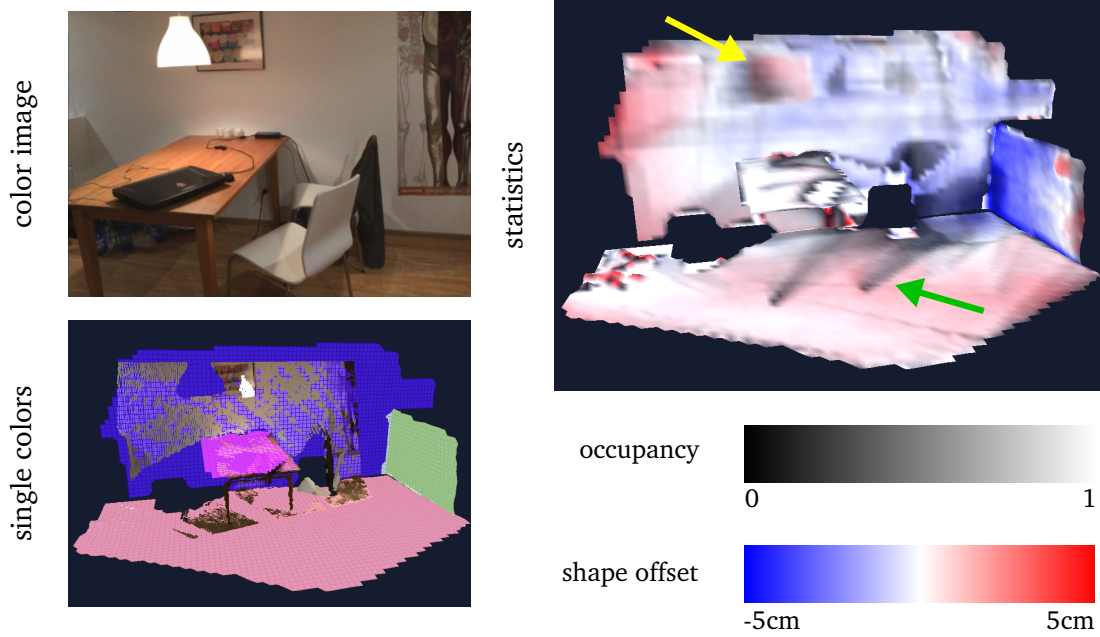 color image
statistics
single colors
occupancy
0 1
shape offset
-5cm 5cm